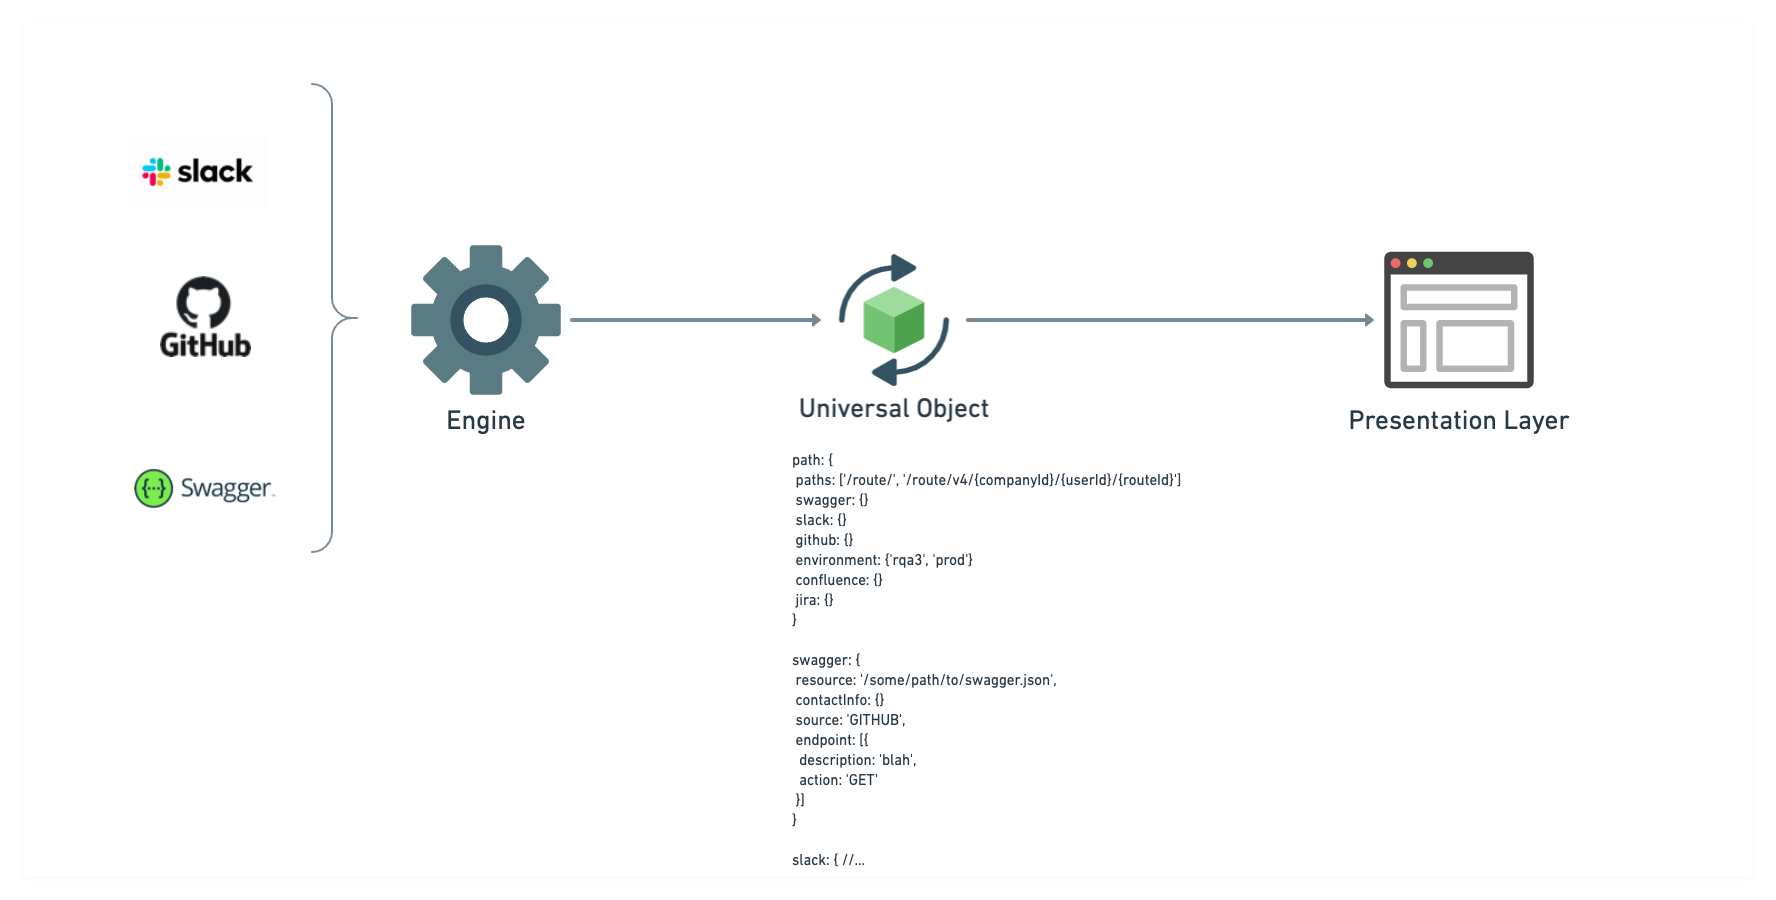 slack
GitHub
Swagger
Engine
Universal Object
Presentation Layer
path: {
paths: ['/route/', '/route/v4/{companyId}/{userId}/{routeId}']
swagger: {}
slack: {}
github: {}
environment: {'rqa3', 'prod'}
confluence: {}
jira: {}
}
swagger: {
resource: '/some/path/to/swagger.json',
contactInfo: {}
source: 'GITHUB',
endpoint: [{
description: 'blah',
action: 'GET'
}]
}
slack: { //...